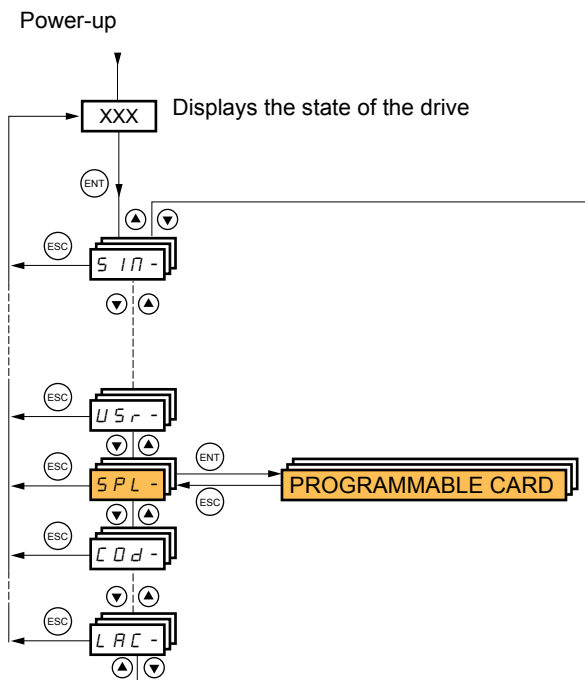 Power-up
XXX
Displays the state of the drive
ENT
ESC
SIM-
ESC
USr-
ESC
ENT
SPL-
PROGRAMMABLE CARD
ESC
ESC
COd-
ESC
LAC-